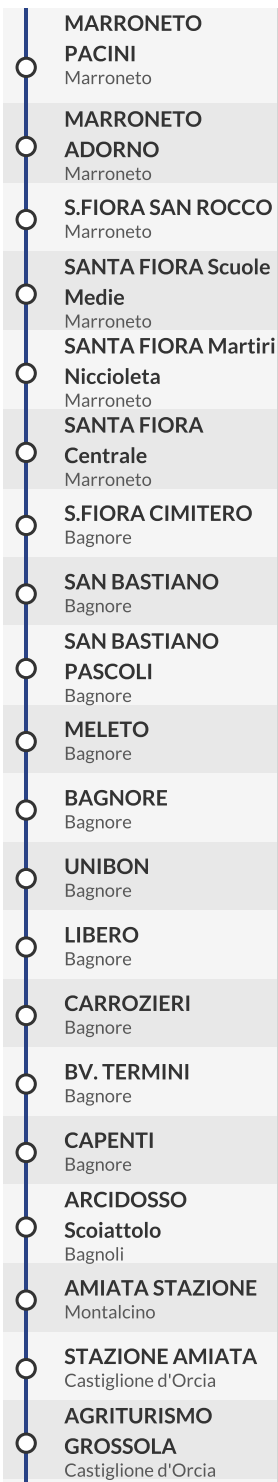 MARRONETO
PACINI
Marroneto
MARRONETO
ADORNO
Marroneto
S.FIORA SAN ROCCO
Marroneto
SANTA FIORA Scuole
Medie
Marroneto
SANTA FIORA Martiri
Niccioleta
Marroneto
SANTA FIORA
Centrale
Marroneto
S.FIORA CIMITERO
Bagnore
SAN BASTIANO
Bagnore
SAN BASTIANO
PASCOLI
Bagnore
MELETO
Bagnore
BAGNORE
Bagnore
UNIBON
Bagnore
LIBERO
Bagnore
CARROZIERI
Bagnore
BV. TERMINI
Bagnore
CAPENTI
Bagnore
ARCIDOSSO
Scoiattolo
Bagnoli
AMIATA STAZIONE
Montalcino
STAZIONE AMIATA
Castiglione d'Orcia
AGRITURISMO
GROSSOLA
Castiglione d'Orcia